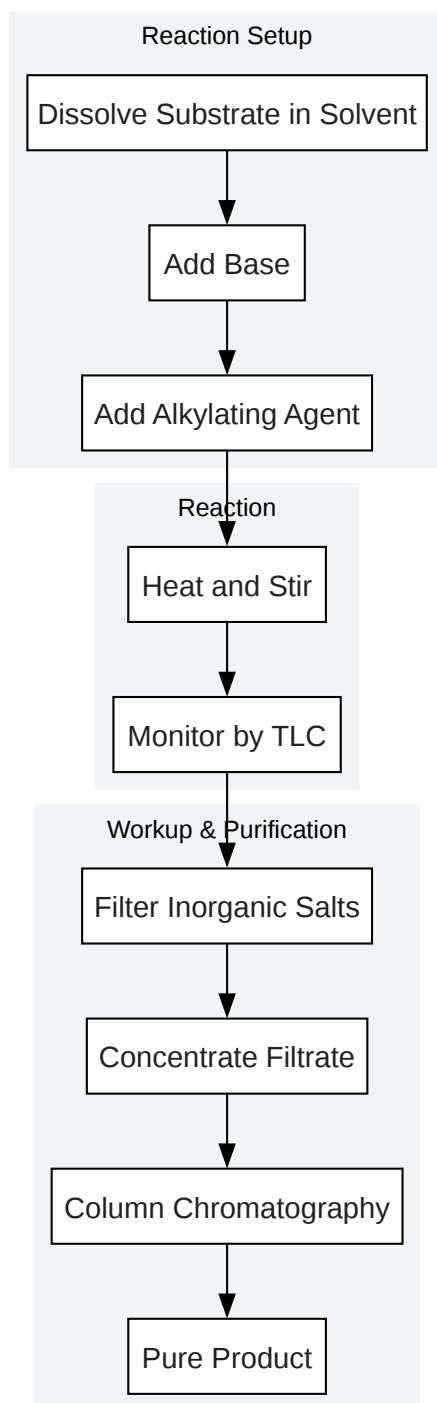 Reaction Setup
Dissolve Substrate in Solvent
Add Base
Add Alkylating Agent
Reaction
Heat and Stir
Monitor by TLC
Workup & Purification
Filter Inorganic Salts
Concentrate Filtrate
Column Chromatography
Pure Product